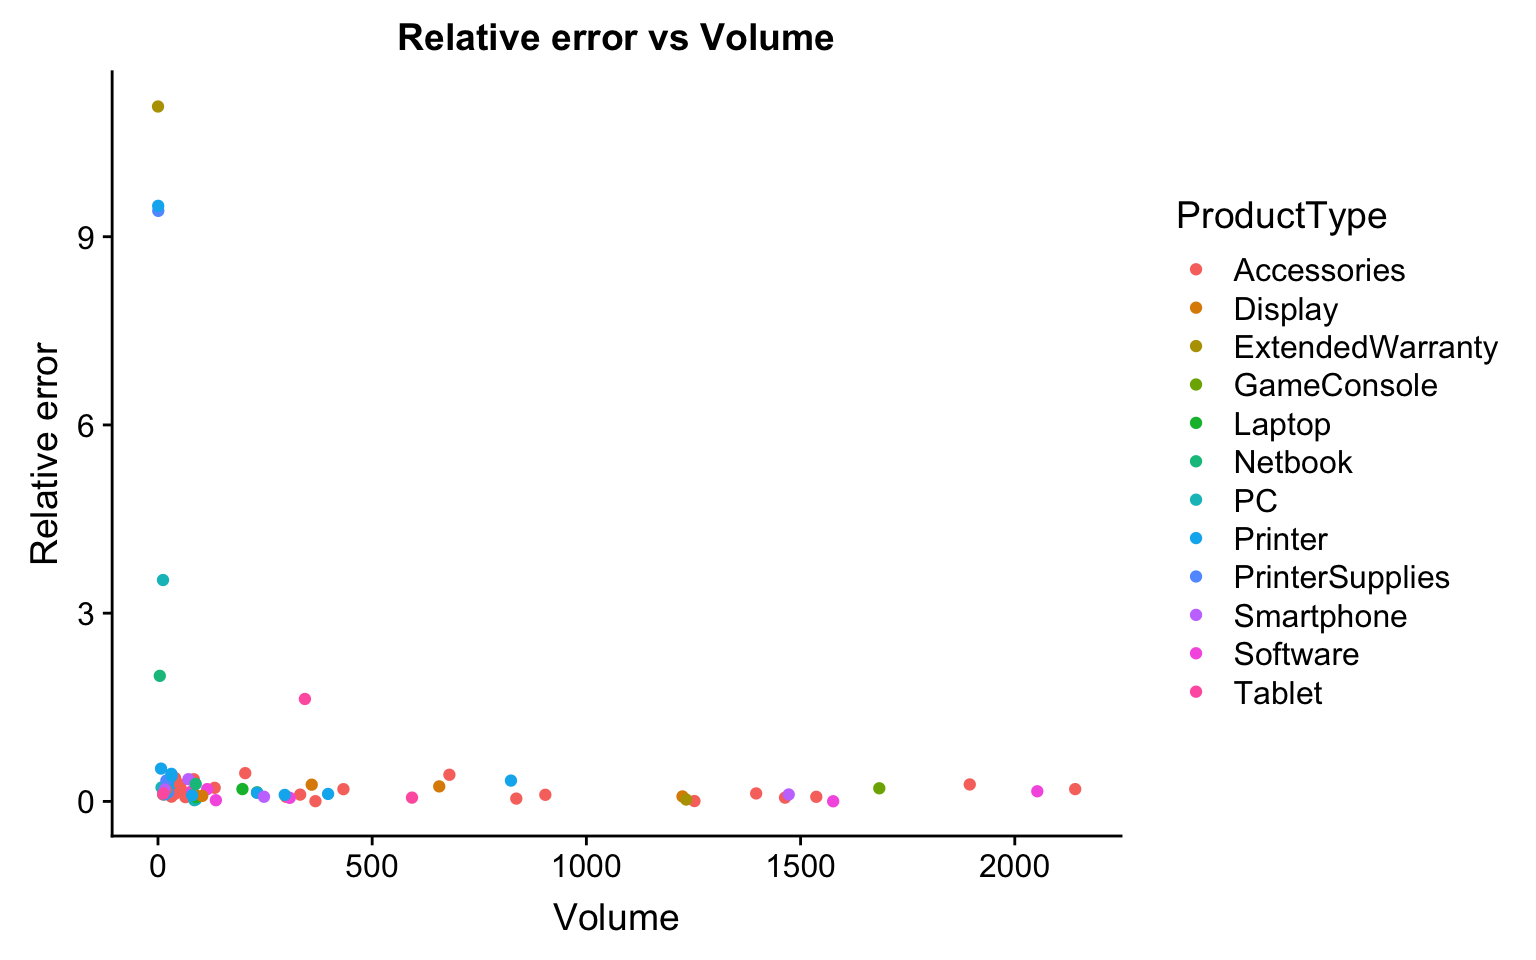 Relative error vs Volume
9
6
3
0
Relative error
0 500 1000 1500 2000
Volume
ProductType
Accessories
Display
ExtendedWarranty
GameConsole
Laptop
Netbook
PC
Printer
PrinterSupplies
Smartphone
Software
Tablet